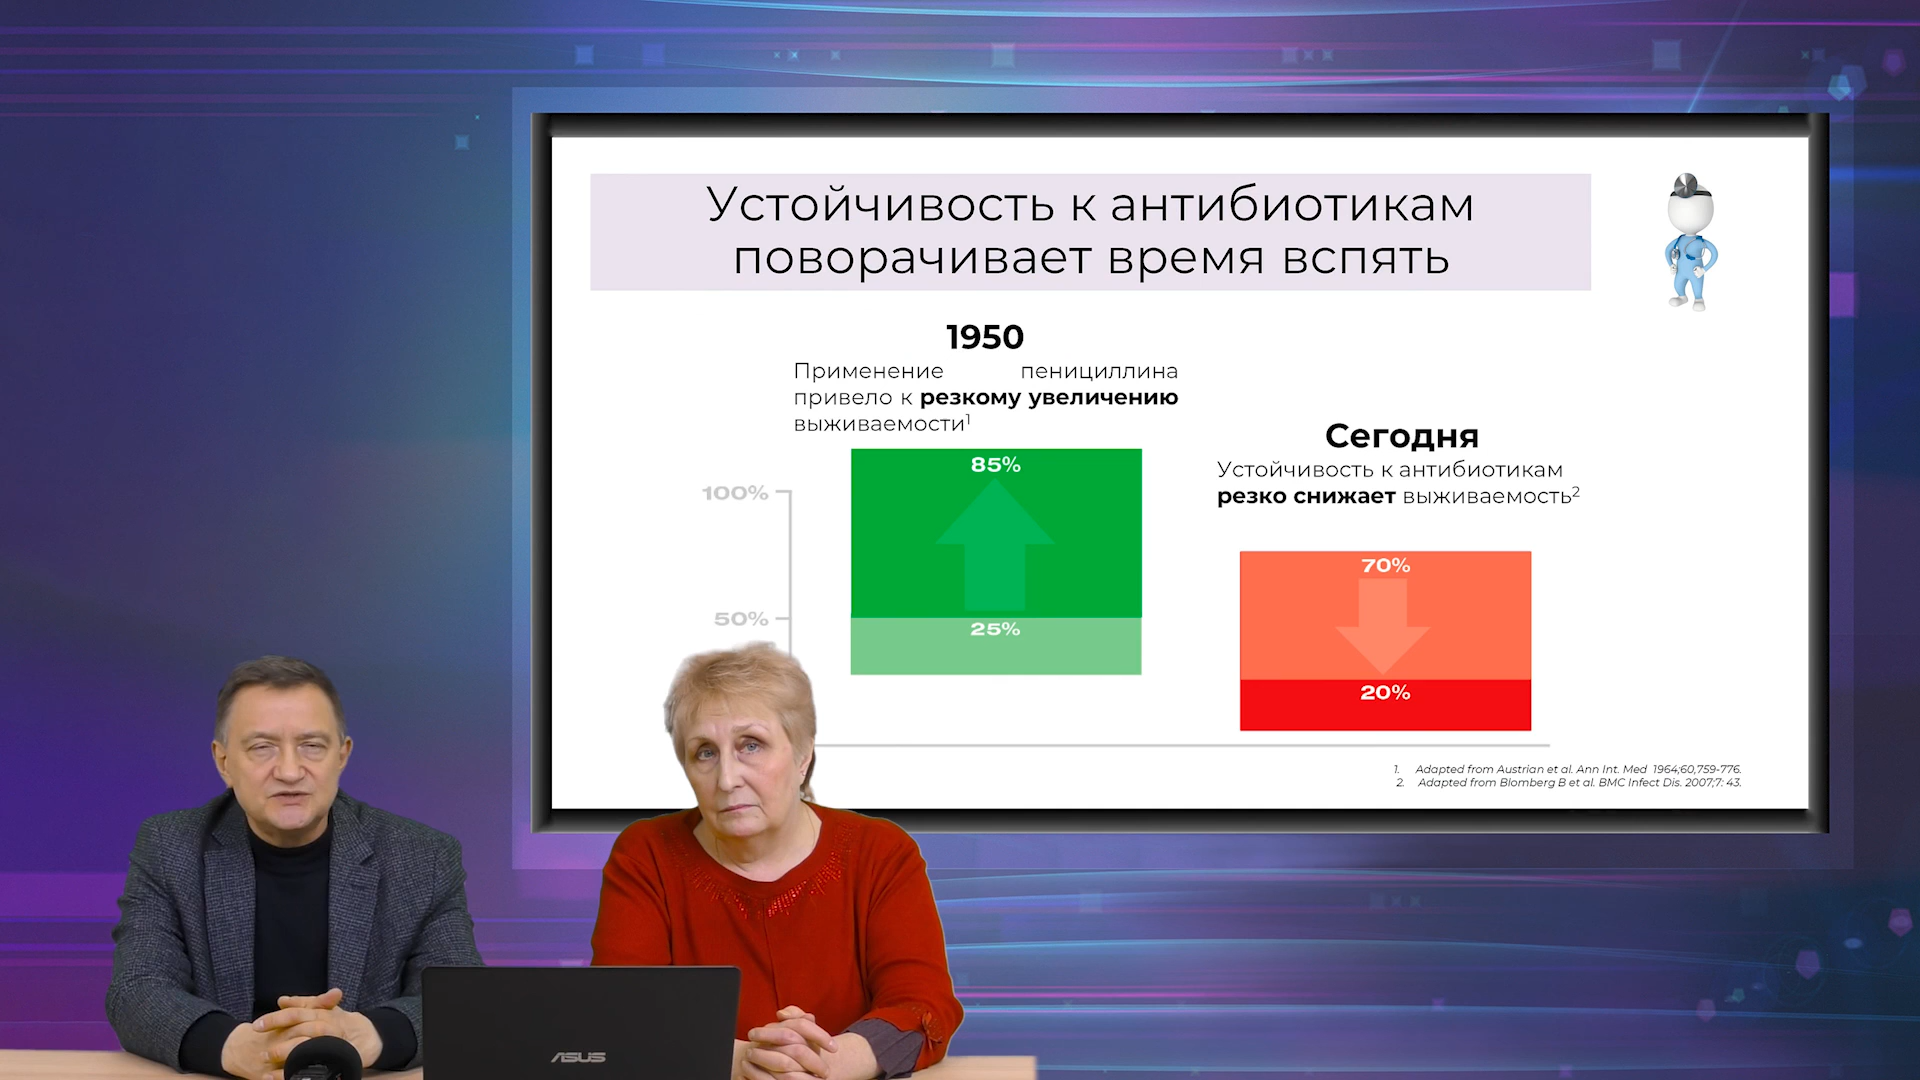 Устойчивость к антибиотикам
поворачивает время вспять
1950
Применение пенициллина
привело к резкому увеличению
выживаемости1
Сегодня
Устойчивость к антибиотикам
резко снижает выживаемость2
100%
50%
85%
25%
70%
20%
1. Adapted from Austrian et al. Ann Int. Med 1964;60,759-776.
2. Adapted from Blomberg B et al. BMC Infect Dis. 2007;7: 43.
ASUS